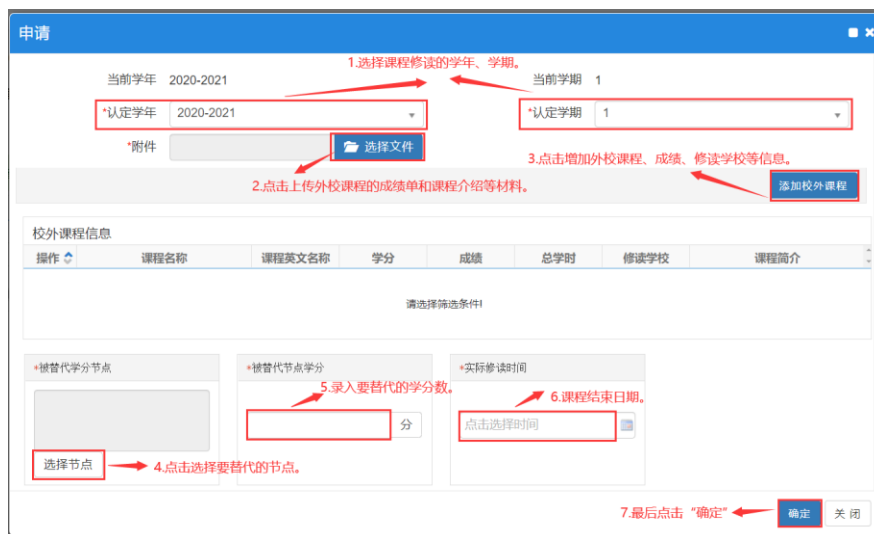 申请
1.选择课程修读的学年、学期。
当前学年 2020-2021 当前学期 1
*认定学年 2020-2021 *认定学期 1
*附件 选择文件
3.点击增加外校课程、成绩、修读学校等信息。
2.点击上传外校课程的成绩单和课程介绍等材料。 添加校外课程
校外课程信息
操作 课程名称 课程英文名称 学分 成绩 总学时 修读学校 课程简介
请选择筛选条件!
*被替代学分节点 *被替代节点学分 *实际修读时间
5.录入要替代的学分数。
6.课程结束日期。
分 点击选择时间
选择节点 4.点击选择要替代的节点。
7.最后点击“确定” 确定 关闭